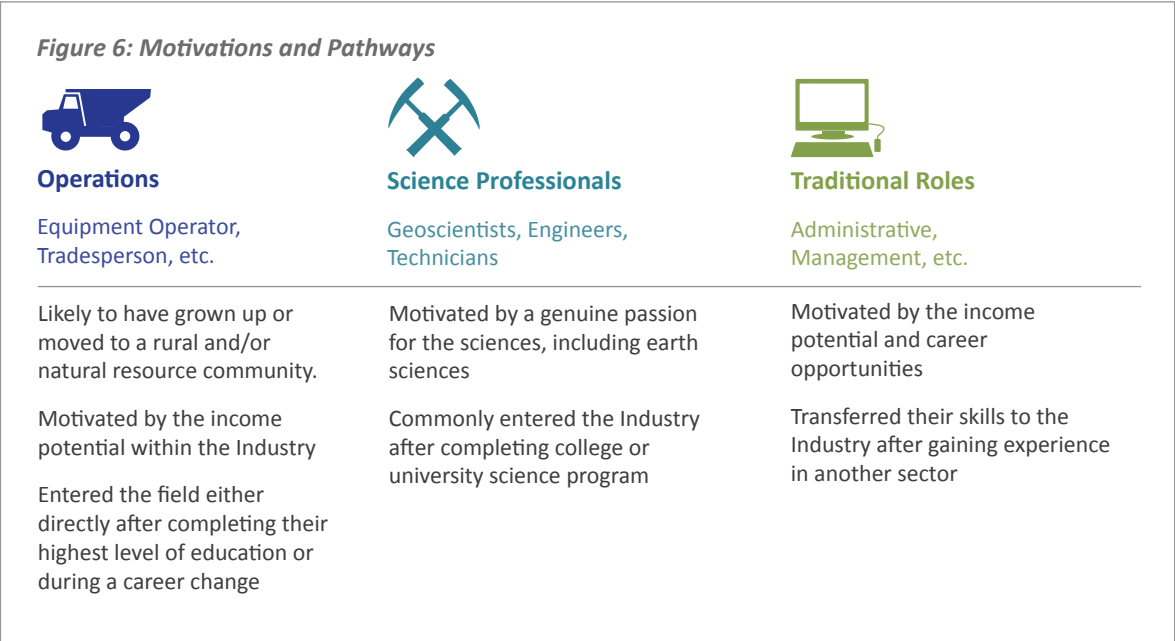 Figure 6: Motivations and Pathways
Operations
Equipment Operator,
Tradesperson, etc.
Likely to have grown up or
moved to a rural and/or
natural resource community.
Motivated by the income
potential within the Industry
Entered the field either
directly after completing their
highest level of education or
during a career change
Science Professionals
Geoscientists, Engineers,
Technicians
Motivated by a genuine passion
for the sciences, including earth
sciences
Commonly entered the Industry
after completing college or
university science program
Traditional Roles
Administrative,
Management, etc.
Motivated by the income
potential and career
opportunities
Transferred their skills to the
Industry after gaining experience
in another sector